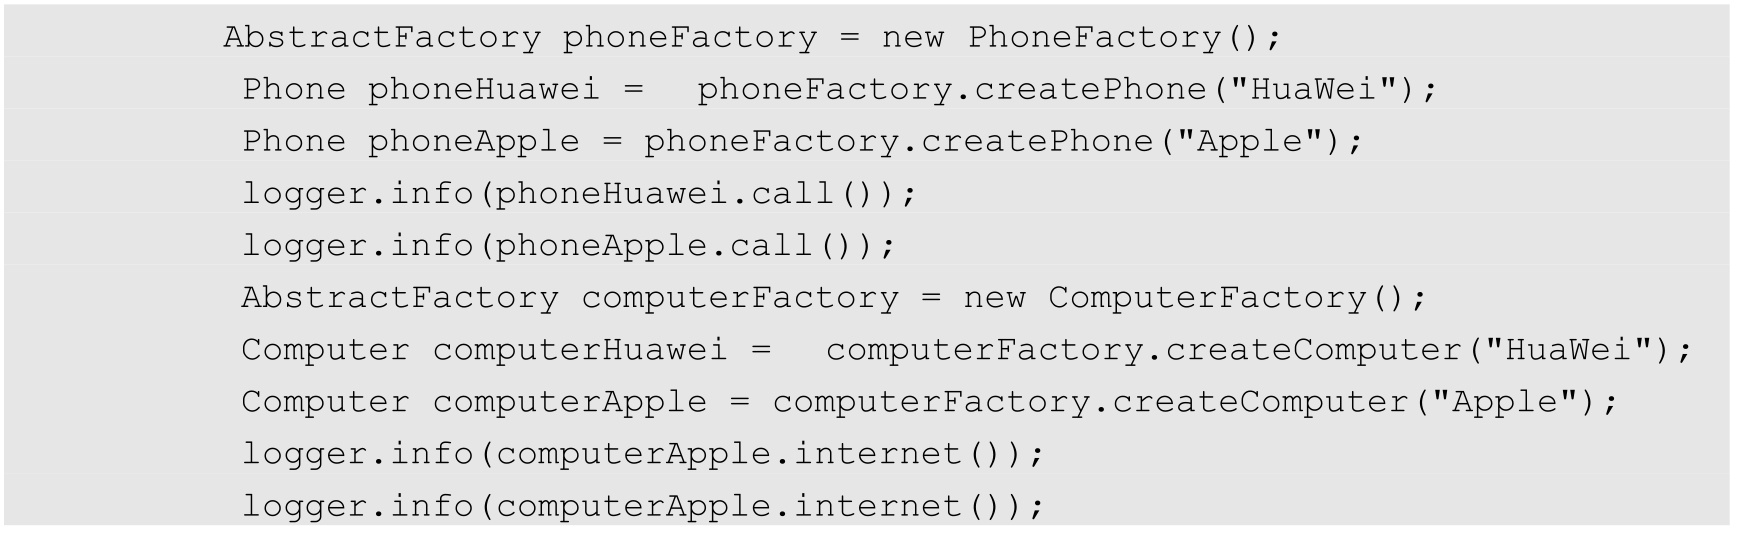 AbstractFactory phoneFactory = new PhoneFactory();
Phone phoneHuawei =  phoneFactory.createPhone("HuaWei");
Phone phoneApple = phoneFactory.createPhone("Apple");
logger.info(phoneHuawei.call());
logger.info(phoneApple.call());
AbstractFactory computerFactory = new ComputerFactory();
Computer computerHuawei =  computerFactory.createComputer("HuaWei");
Computer computerApple = computerFactory.createComputer("Apple");
logger.info(computerApple.internet());
logger.info(computerApple.internet());